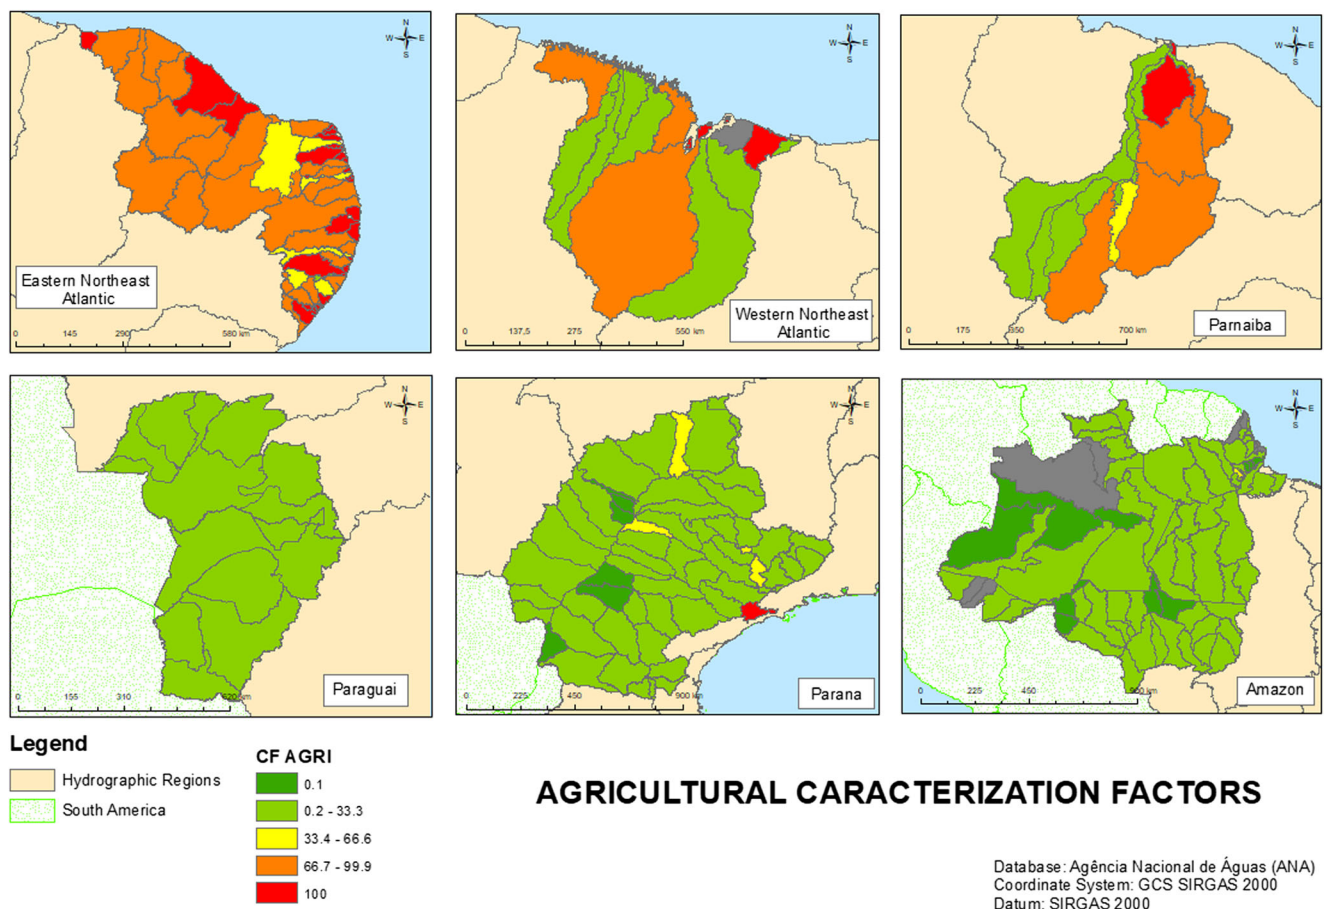 N
W E
S
Eastern Northeast
Atlantic
0 145 290 580 km
N
W E
S
Western Northeast
Atlantic
0 137,5 275 550 km
N
W E
S
Parnaiba
0 175 350 700 km
N
W E
S
Paraguai
0 155 310 620 km
N
W E
S
Parana
0 225 450 900 km
N
W E
S
Amazon
0 225 450 900 km
Legend
Hydrographic Regions
South America
CF AGRI
0.1
0.2 - 33.3
33.4 - 66.6
66.7 - 99.9
100
AGRICULTURAL CARACTERIZATION FACTORS
Database: Agência Nacional de Águas (ANA)
Coordinate System: GCS SIRGAS 2000
Datum: SIRGAS 2000